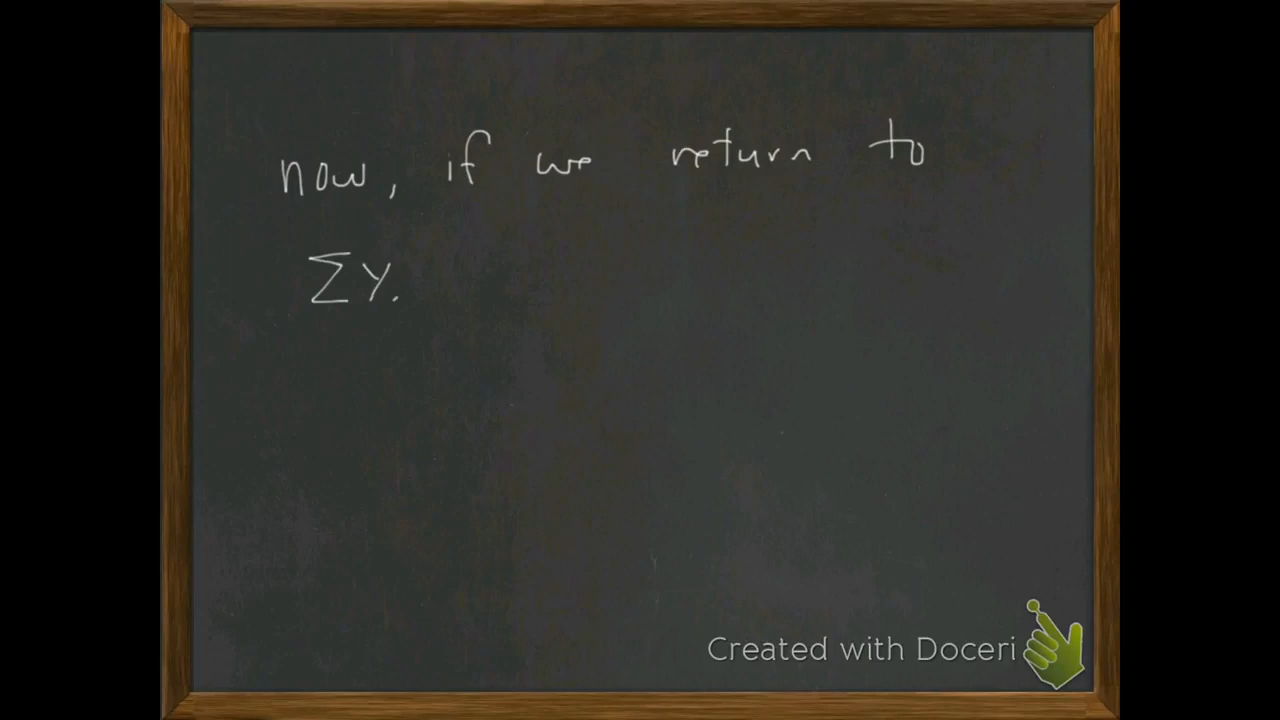 now, if we return to
ΣY.
Created with Doceri